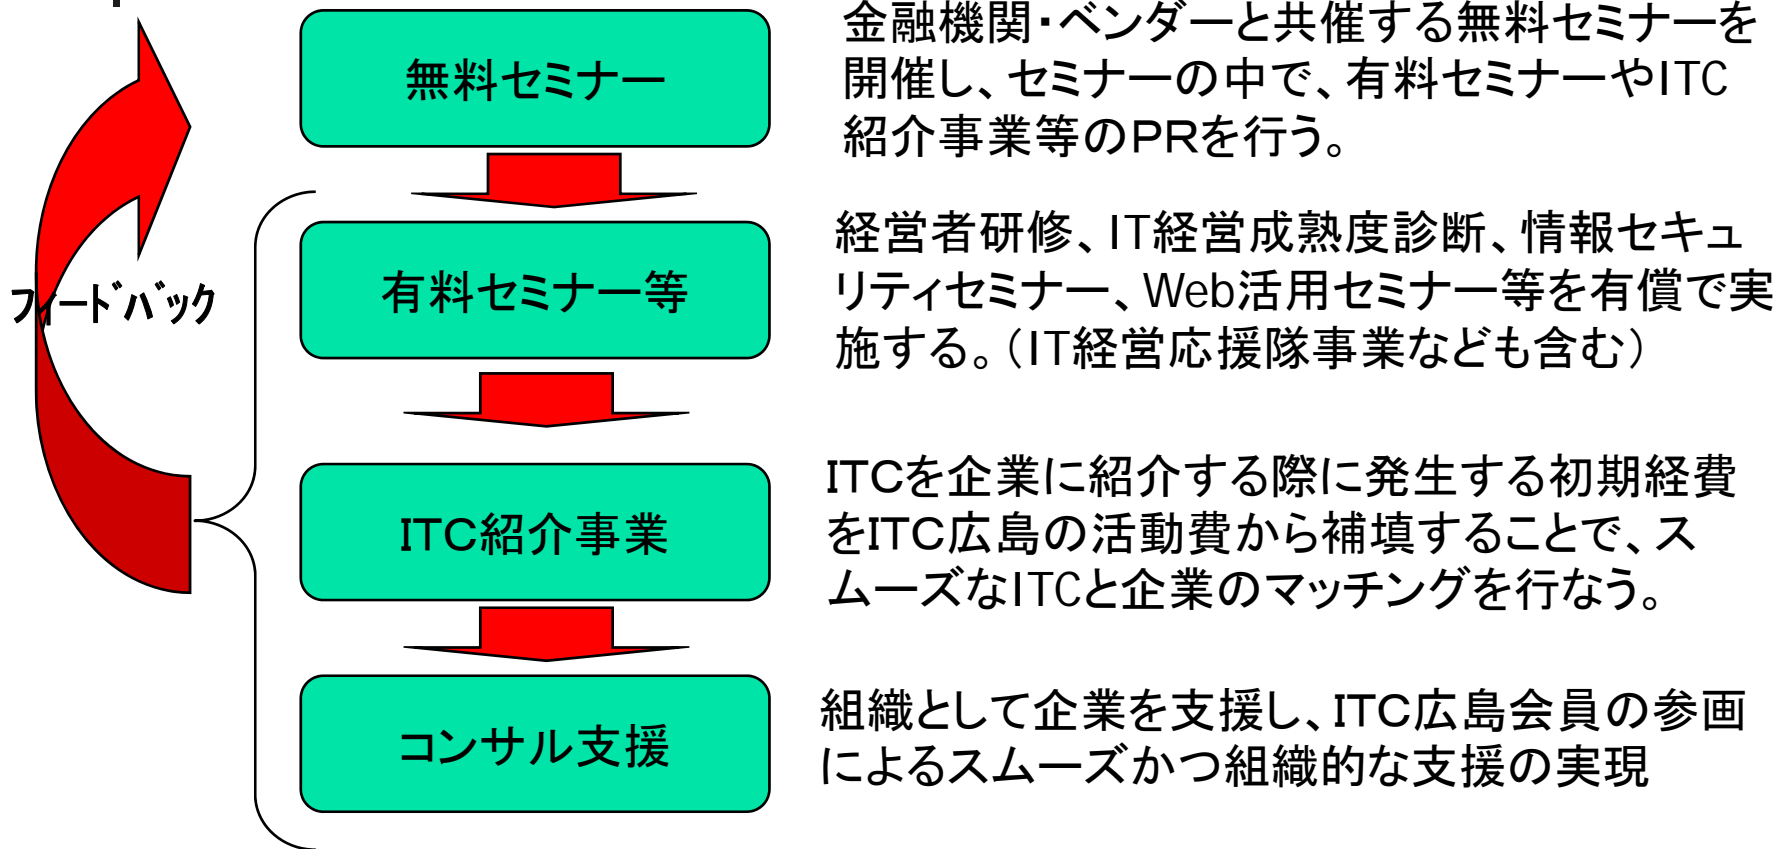 無料セミナー
金融機関・ベンダーと共催する無料セミナーを
開催し、セミナーの中で、有料セミナーやITC
紹介事業等のPRを行う。
フィードバック
有料セミナー等
経営者研修、IT経営成熟度診断、情報セキュ
リティセミナー、Web活用セミナー等を有償で実
施する。（IT経営応援隊事業なども含む）
ITC紹介事業
ITCを企業に紹介する際に発生する初期経費
をITC広島の活動費から補填することで、ス
ムーズなITCと企業のマッチングを行なう。
コンサル支援
組織として企業を支援し、ITC広島会員の参画
によるスムーズかつ組織的な支援の実現